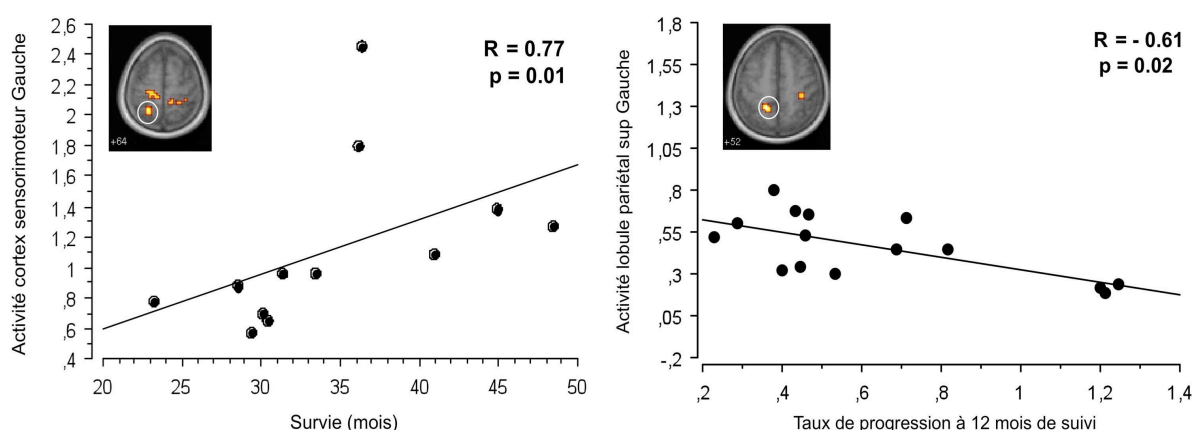 2,6
2,4
2,2
2
1,8
1,6
1,4
1,2
1
,8
,6
,4
Activité cortex sensorimoteur Gauche
+64
R = 0.77
p = 0.01
20 25 30 35 40 45 50
Survie (mois)
1,8
1,55
1,3
1,05
,8
,55
,3
,05
-,2
Activité lobule pariétal sup Gauche
+52
R = - 0.61
p = 0.02
,2 ,4 ,6 ,8 1 1,2 1,4
Taux de progression à 12 mois de suivi